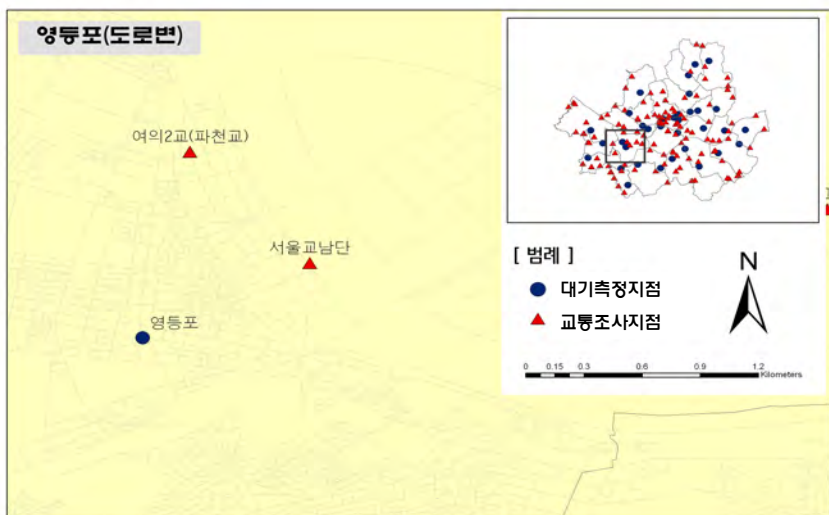 영등포(도로변)
여의2교(파천교)
서울교남단
영등포
[ 범례 ]
대기측정지점
교통조사지점
N
0 0.15 0.3 0.6 0.9 1.2
Kilometers